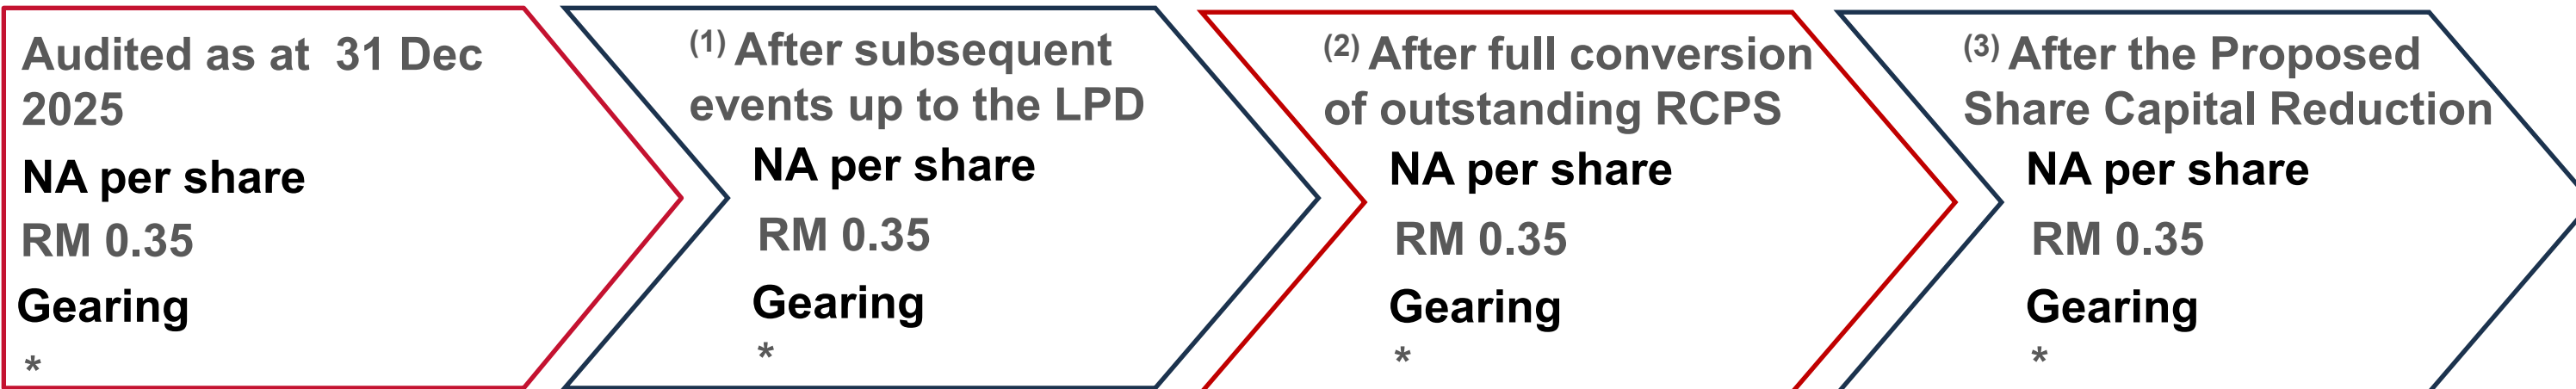 Audited as at 31 Dec
2025
NA per share
RM 0.35
Gearing
*
(1) After subsequent
events up to the LPD
NA per share
RM 0.35
Gearing
*
(2) After full conversion
of outstanding RCPS
NA per share
RM 0.35
Gearing
*
(3) After the Proposed
Share Capital Reduction
NA per share
RM 0.35
Gearing
*